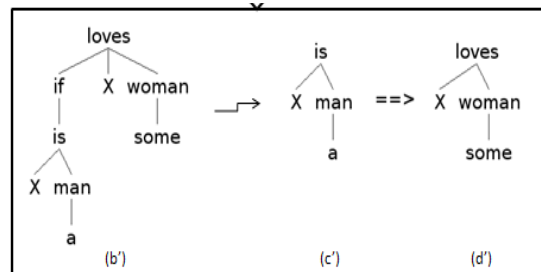 loves
is
loves
if X woman
X man
==>
X woman
is
some
a
some
X man
a
(b')
(c')
(d')